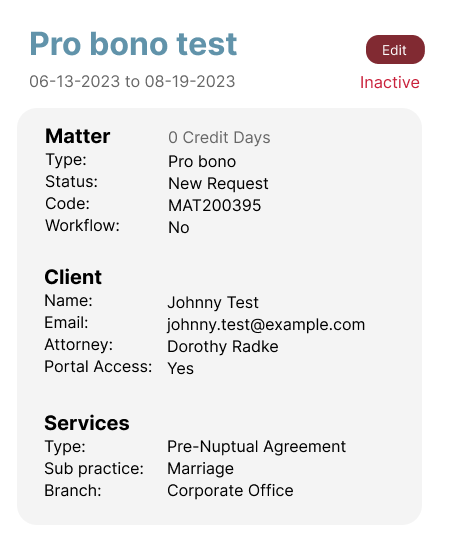 Pro bono test
Edit
06-13-2023 to 08-19-2023
Inactive
Matter 0 Credit Days
Type: Pro bono
Status: New Request
Code: MAT200395
Workflow: No
Client
Name: Johnny Test
Email: johnny.test@example.com
Attorney: Dorothy Radke
Portal Access: Yes
Services
Type: Pre-Nuptual Agreement
Sub practice: Marriage
Branch: Corporate Office